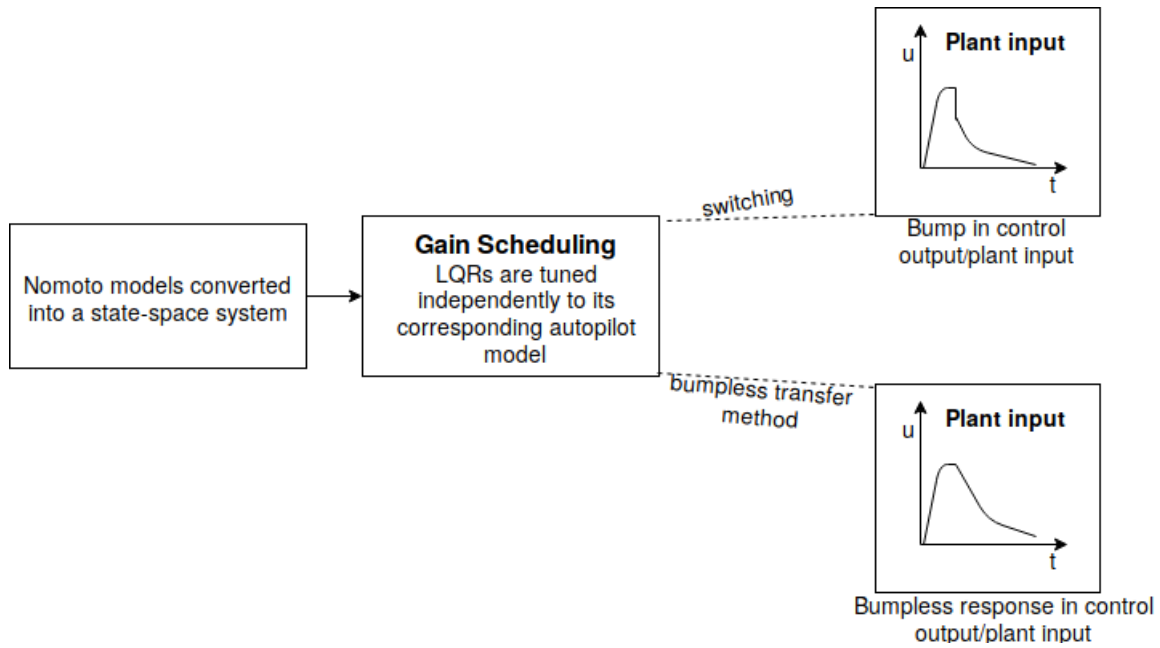 Nomoto models converted
into a state-space system
Gain Scheduling
LQRs are tuned
independently to its
corresponding autopilot
model
switching
bumpless transfer
method
Plant input
u
t
Bump in control
output/plant input
Plant input
u
t
Bumpless response in control
output/plant input